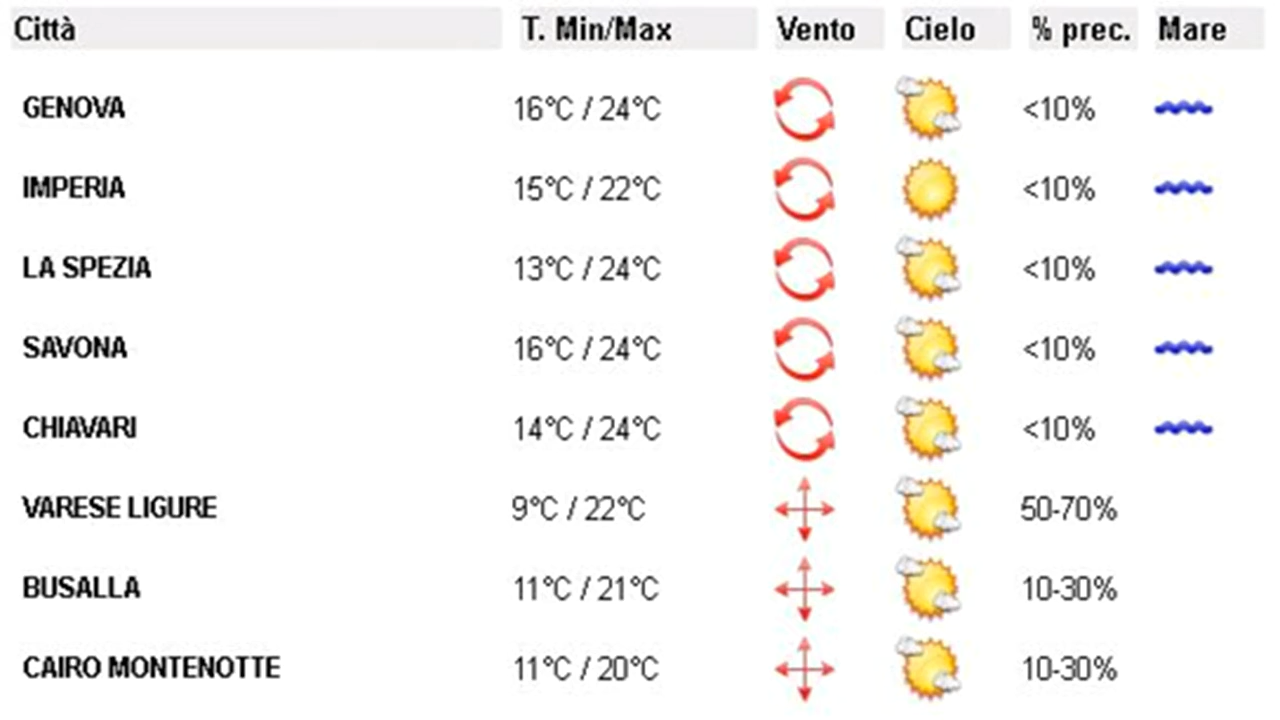 Città T. Min/Max Vento Cielo % prec. Mare
GENOVA 16°C / 24°C <10%
IMPERIA 15°C / 22°C <10%
LA SPEZIA 13°C / 24°C <10%
SAVONA 16°C / 24°C <10%
CHIAVARI 14°C / 24°C <10%
VARESE LIGURE 9°C / 22°C 50-70%
BUSALLA 11°C / 21°C 10-30%
CAIRO MONTENOTTE 11°C / 20°C 10-30%